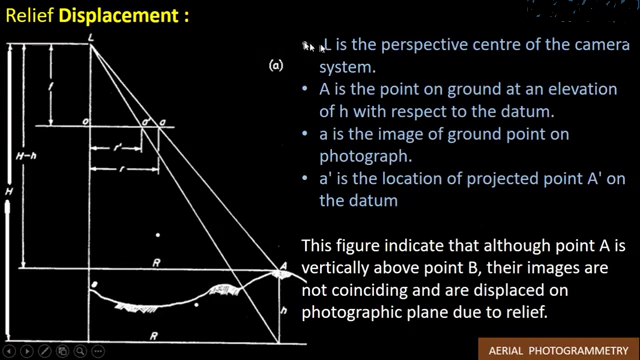 Relief Displacement :
L
(a)
f
o
a'
a
r'
r
H-h
H
R
A
h
R
L is the perspective centre of the camera
system.
• A is the point on ground at an elevation
of h with respect to the datum.
• a is the image of ground point on
photograph.
• a' is the location of projected point A' on
the datum
This figure indicate that although point A is
vertically above point B, their images are
not coinciding and are displaced on
photographic plane due to relief.
AERIAL PHOTOGRAMMETRY